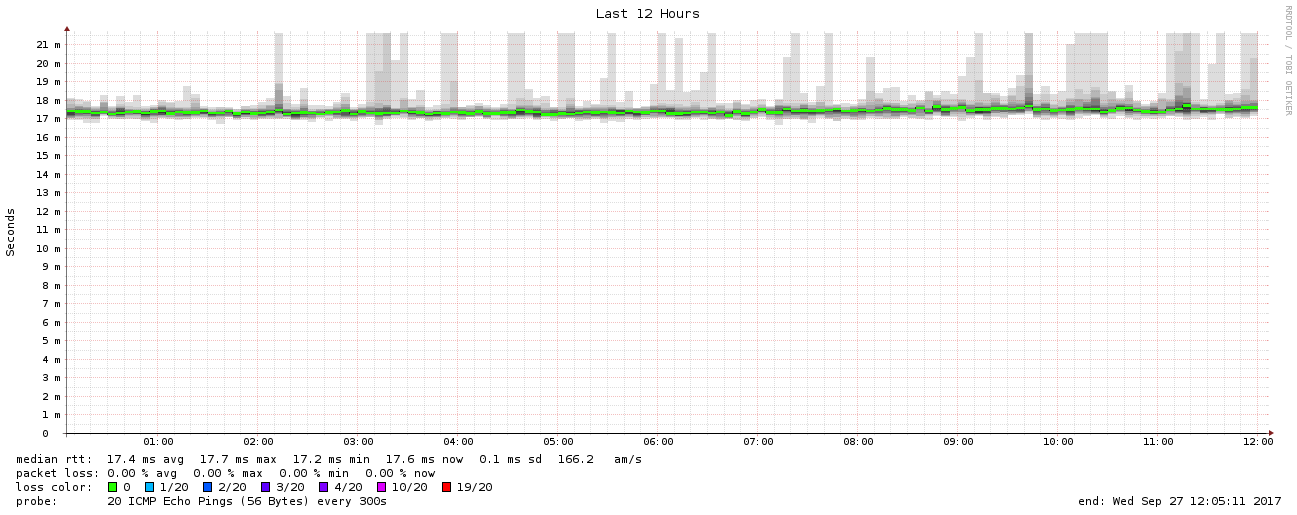 Last 12 Hours
RRDTOOL / TOBI OETIKER
Seconds
21 m
20 m
19 m
18 m
17 m
16 m
15 m
14 m
13 m
12 m
11 m
10 m
9 m
8 m
7 m
6 m
5 m
4 m
3 m
2 m
1 m
0
01:00 02:00 03:00 04:00 05:00 06:00 07:00 08:00 09:00 10:00 11:00 12:00
median rtt: 17.4 ms avg 17.7 ms max 17.2 ms min 17.6 ms now 0.1 ms sd 166.2 am/s
packet loss: 0.00 % avg 0.00 % max 0.00 % min 0.00 % now
loss color: 0 1/20 2/20 3/20 4/20 10/20 19/20
probe: 20 ICMP Echo Pings (56 Bytes) every 300s end: Wed Sep 27 12:05:11 2017